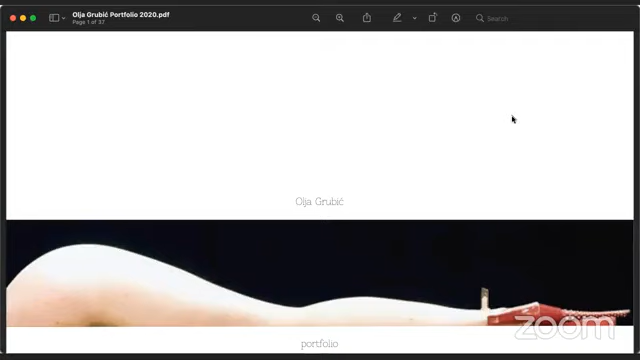 Olja Grubić Portfolio 2020.pdf
Page 1 of 37
Search
Olja Grubić
zoom
portfolio